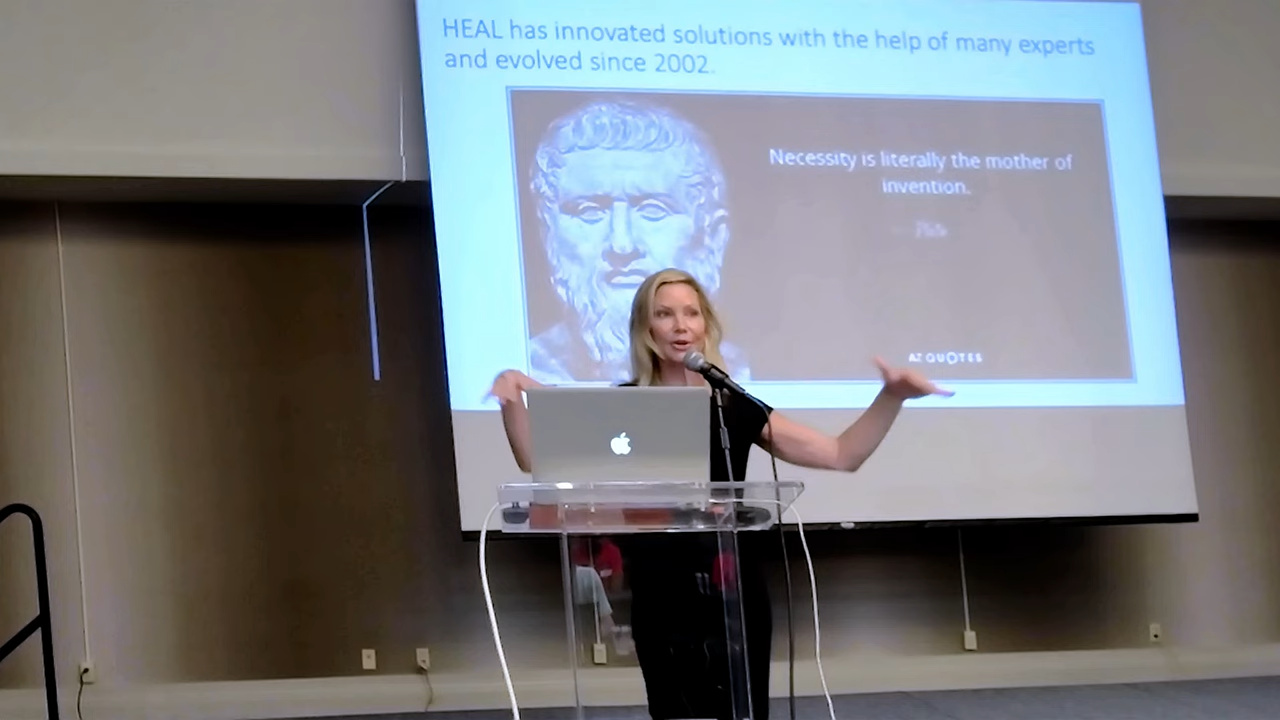 HEAL has innovated solutions with the help of many experts
and evolved since 2002.
Necessity is literally the mother of
invention.
AZ QUOTES